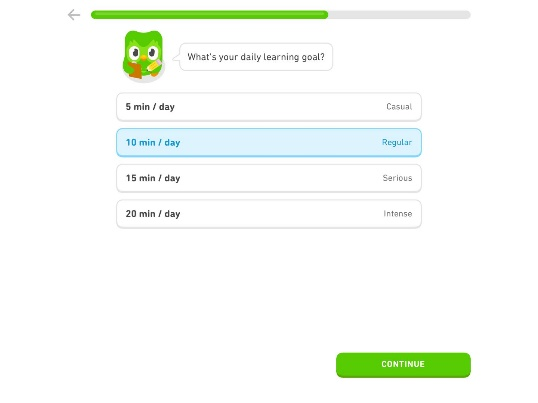 What's your daily learning goal?
5 min / day Casual
10 min / day Regular
15 min / day Serious
20 min / day Intense
CONTINUE